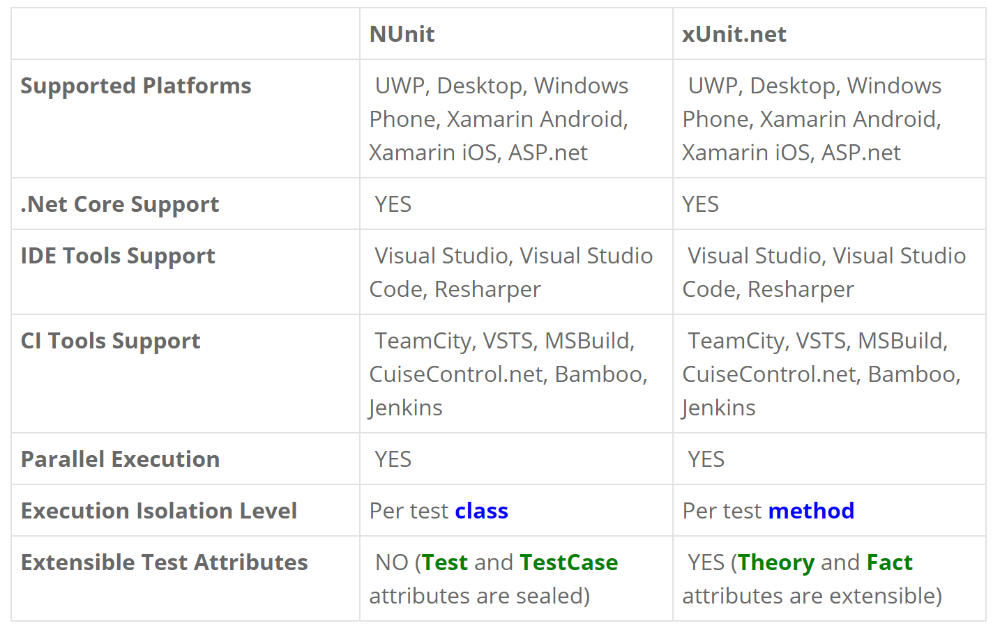 NUnit
xUnit.net
Supported Platforms
UWP, Desktop, Windows
Phone, Xamarin Android,
Xamarin iOS, ASP.net
UWP, Desktop, Windows
Phone, Xamarin Android,
Xamarin iOS, ASP.net
.Net Core Support
YES
YES
IDE Tools Support
Visual Studio, Visual Studio
Code, Resharper
Visual Studio, Visual Studio
Code, Resharper
CI Tools Support
TeamCity, VSTS, MSBuild,
CuiseControl.net, Bamboo,
Jenkins
TeamCity, VSTS, MSBuild,
CuiseControl.net, Bamboo,
Jenkins
Parallel Execution
YES
YES
Execution Isolation Level
Per test class
Per test method
Extensible Test Attributes
NO (Test and TestCase
attributes are sealed)
YES (Theory and Fact
attributes are extensible)